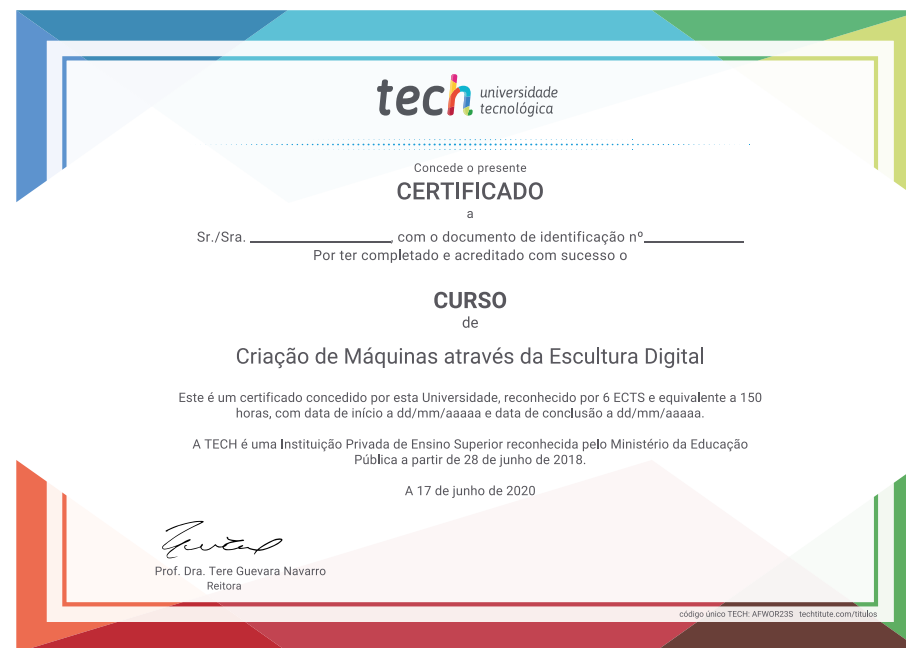 tech universidade
tecnológica
Concede o presente
CERTIFICADO
a
Sr./Sra. , com o documento de identificação nº
Por ter completado e acreditado com sucesso o
CURSO
de
Criação de Máquinas através da Escultura Digital
Este é um certificado concedido por esta Universidade, reconhecido por 6 ECTS e equivalente a 150
horas, com data de início a dd/mm/aaaaa e data de conclusão a dd/mm/aaaaa.
A TECH é uma Instituição Privada de Ensino Superior reconhecida pelo Ministério da Educação
Pública a partir de 28 de junho de 2018.
A 17 de junho de 2020
Prof. Dra. Tere Guevara Navarro
Reitora
código único TECH: AFWOR23S techtitute.com/titulos